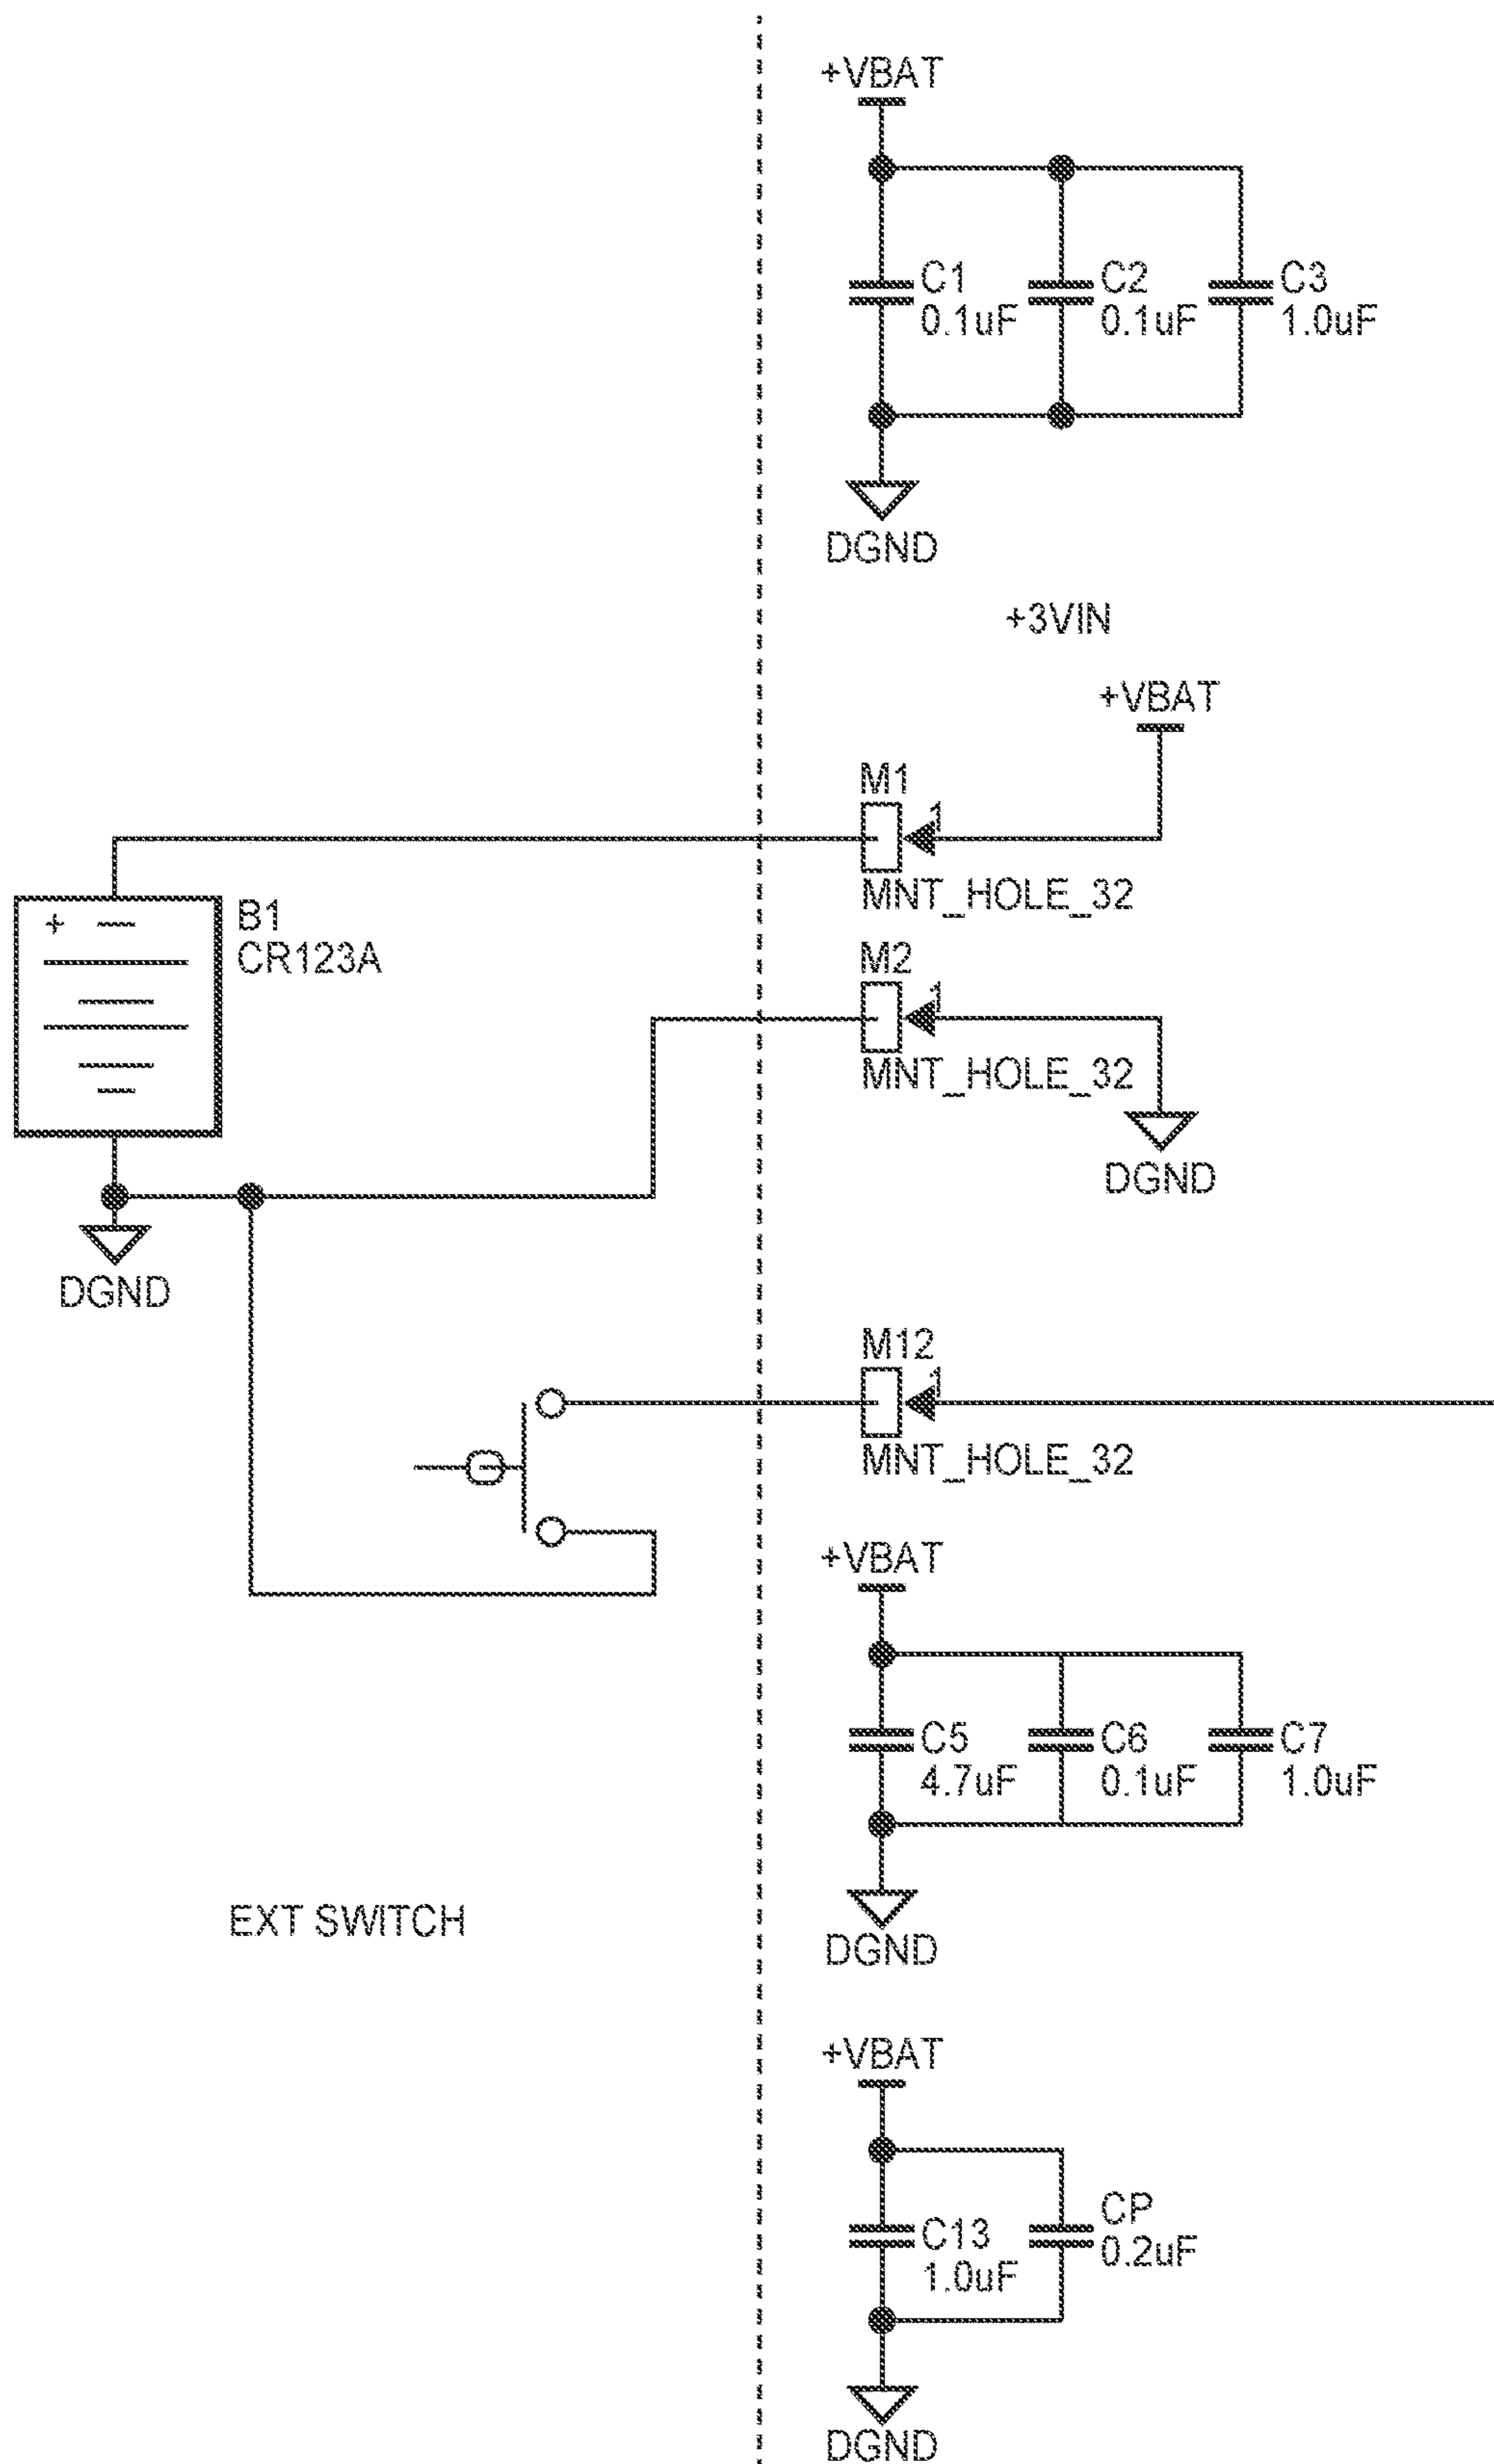 +VBAT
C1
0.1uF
C2
0.1uF
C3
1.0uF
DGND
+3VIN
+VBAT
M1
1
MNT_HOLE_32
+
B1
CR123A
M2
1
MNT_HOLE_32
DGND
DGND
M12
1
MNT_HOLE_32
+VBAT
C5
4.7uF
C6
0.1uF
C7
1.0uF
EXT SWITCH
DGND
+VBAT
C13
1.0uF
CP
0.2uF
DGND